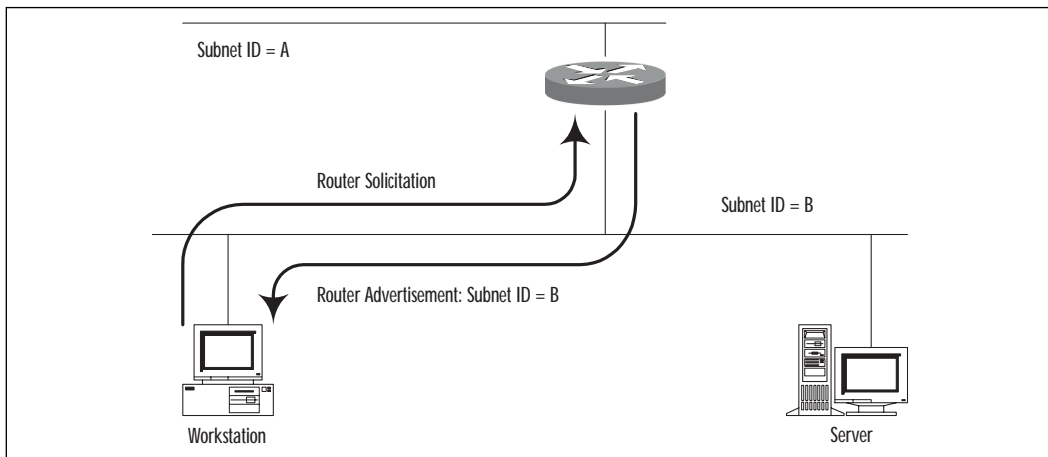 Subnet ID = A
Router Solicitation
Subnet ID = B
Router Advertisement: Subnet ID = B
Workstation
Server